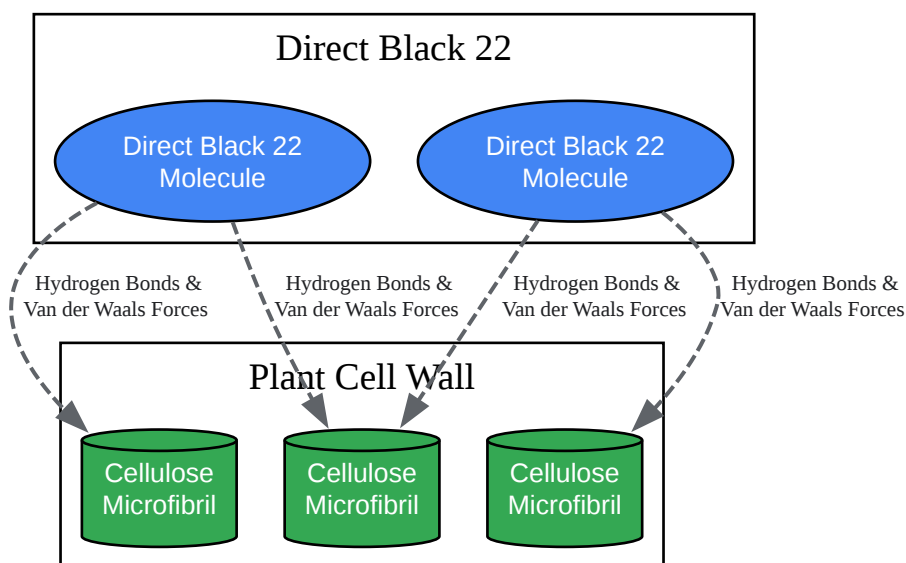 Direct Black 22
Direct Black 22
Molecule
Direct Black 22
Molecule
Hydrogen Bonds &
Van der Waals Forces
Hydrogen Bonds &
Van der Waals Forces
Hydrogen Bonds &
Van der Waals Forces
Hydrogen Bonds &
Van der Waals Forces
Plant Cell Wall
Cellulose
Microfibril
Cellulose
Microfibril
Cellulose
Microfibril